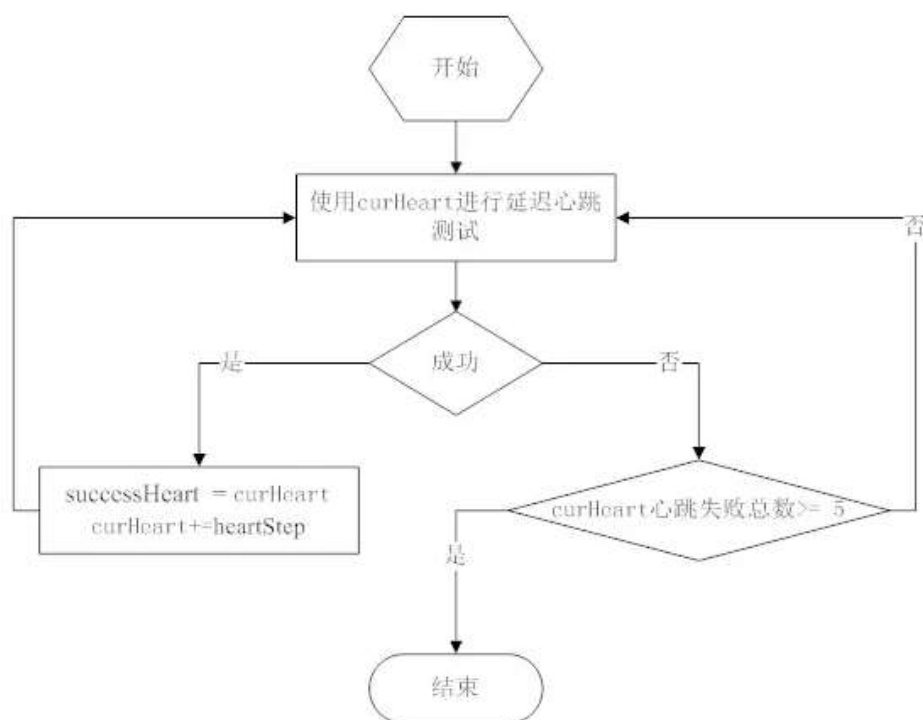 开始
使用curHeart进行延迟心跳
测试
否
成功
是
否
successHeart = curHeart
curHeart+=heartStep
curHeart心跳失败总数>= 5
是
结束